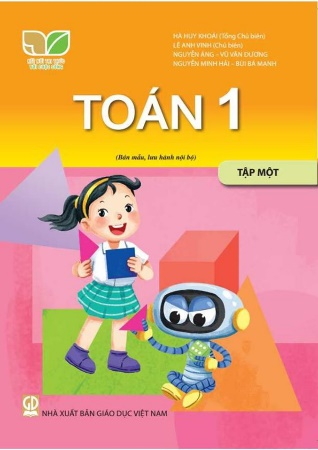 HÀ HUY KHOÁI (Tổng Chủ biên)
LÊ ANH VINH (Chủ biên)
NGUYỄN ÁNG – VŨ VĂN DƯƠNG
NGUYỄN MINH HẢI – BÙI BÁ MẠNH
KẾT NỐI TRI THỨC
VỚI CUỘC SỐNG
TOÁN 1
(Bản mẫu, lưu hành nội bộ)
TẬP MỘT
NHÀ XUẤT BẢN GIÁO DỤC VIỆT NAM